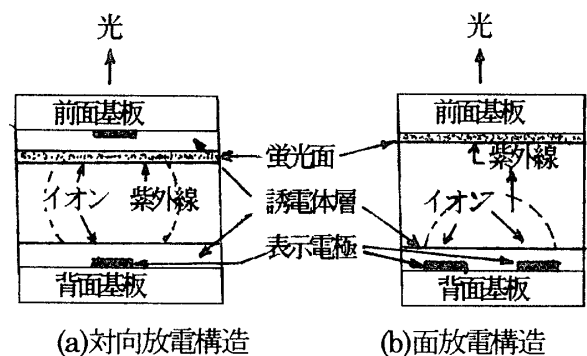 光
光
前面基板
前面基板
蛍光面
紫外線
イオン
紫外線
誘電体層
イオン
表示電極
背面基板
背面基板
(a)対向放電構造
(b)面放電構造